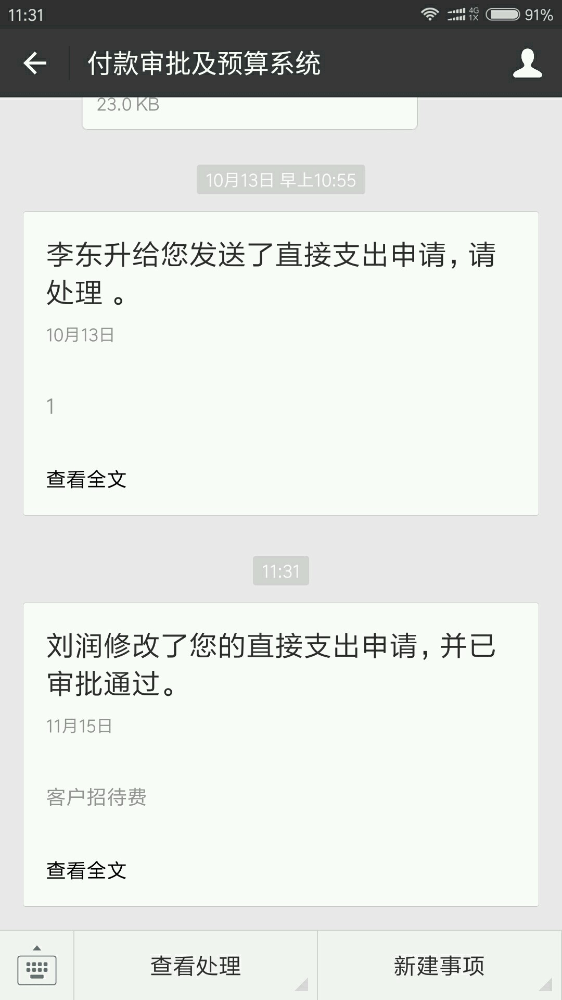 11:31
4G
1X
91%
付款审批及预算系统
23.0 KB
10月13日 早上10:55
李东升给您发送了直接支出申请，请
处理 。
10月13日
1
查看全文
11:31
刘润修改了您的直接支出申请，并已
审批通过。
11月15日
客户招待费
查看全文
查看处理
新建事项